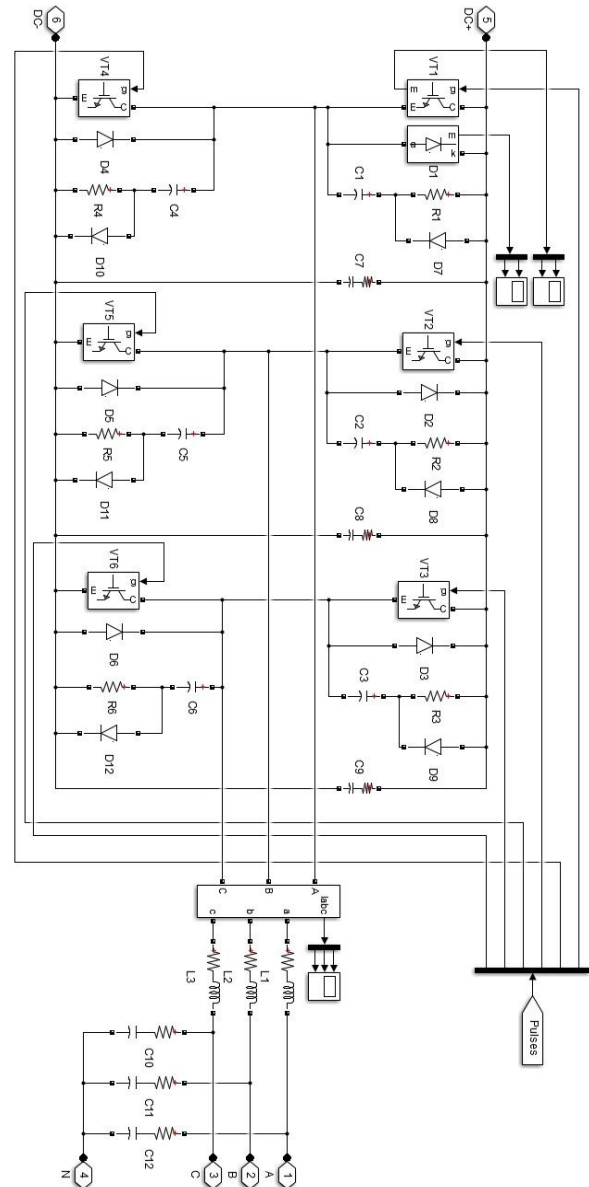 6
DC-
5
DC+
VT4
g
E
C
VT1
m
g
E
C
D4
m
a
k
D1
R4
C4
C1
R1
D10
D7
C7
VT5
g
E
C
VT2
g
E
C
D5
D2
R5
C5
C2
R2
D11
D8
C8
VT6
g
E
C
VT3
g
E
C
D6
D3
R6
C6
C3
R3
D12
D9
C9
C
B
A
Iabc
c
b
a
L3
L2
L1
Pulses
C10
C11
C12
4
N
3
C
2
B
1
A